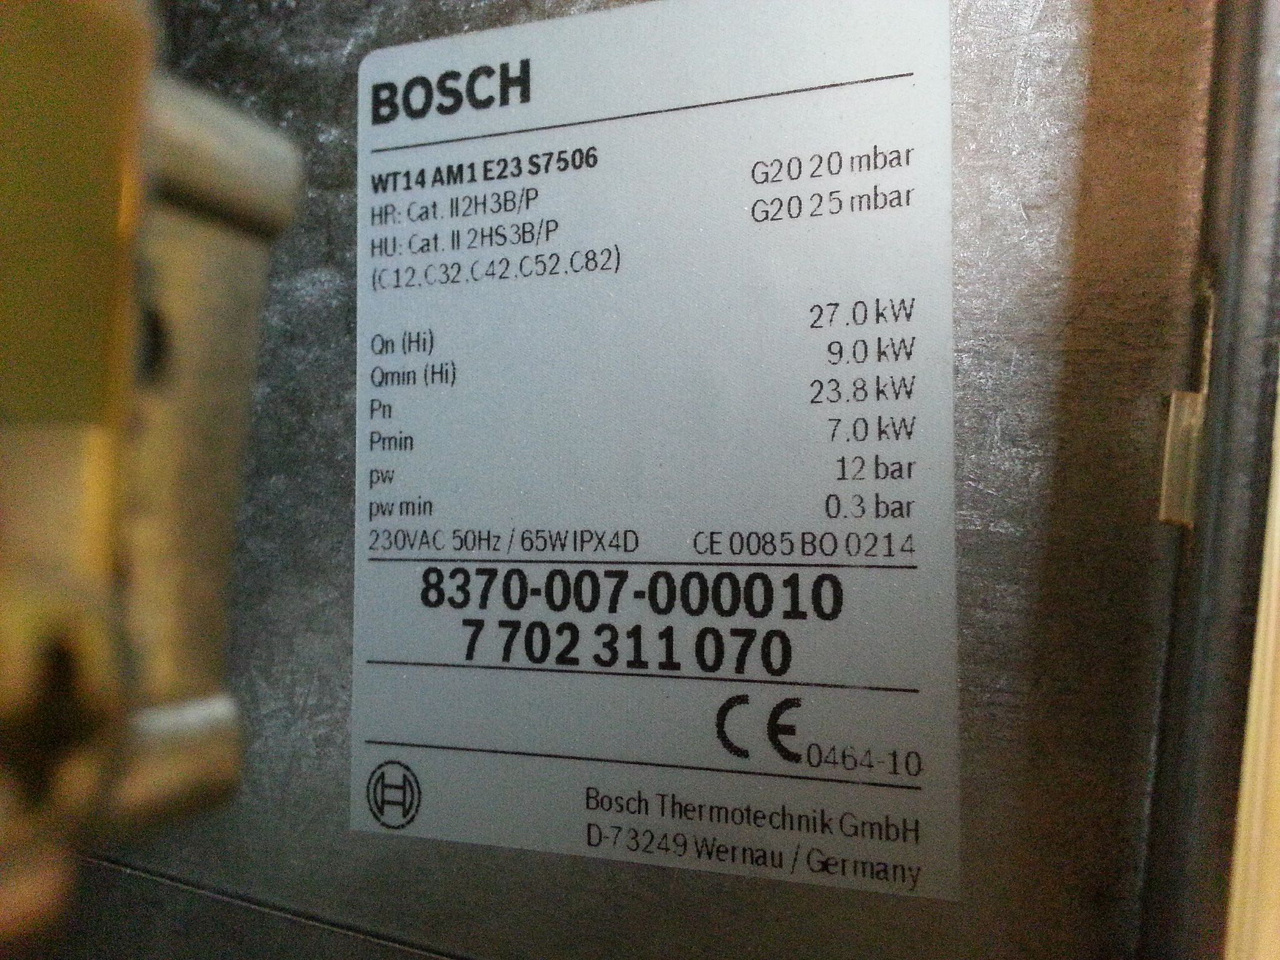 BOSCH
WT14 AM1 E23 S7506
HR: Cat. II2H3B/P G20 20 mbar
HU: Cat. II 2HS3B/P G20 25 mbar
(C12.C32.C42.C52.C82)
Qn (Hi) 27.0 kW
Qmin (Hi) 9.0 kW
Pn 23.8 kW
Pmin 7.0 kW
pw 12 bar
pw min 0.3 bar
230VAC 50Hz / 65W IPX4D CE 0085 BO 0214
8370-007-000010
7 702 311 070
CE 0464-10
Bosch Thermotechnik GmbH
D-73249 Wernau / Germany